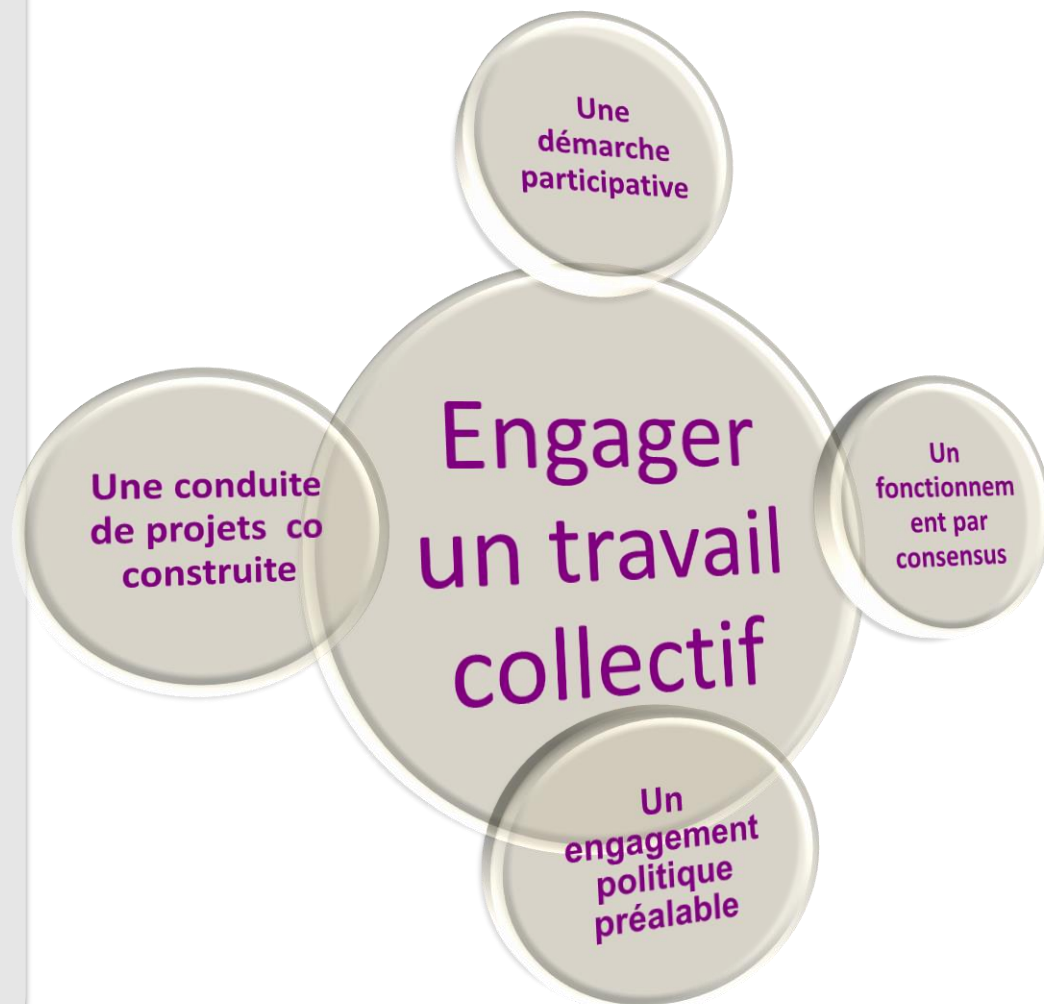 Une
démarche
participative
Engager
un travail
collectif
Une conduite
de projets  co
construite
Un
fonctionnem
ent par
consensus
Un
engagement
politique
préalable